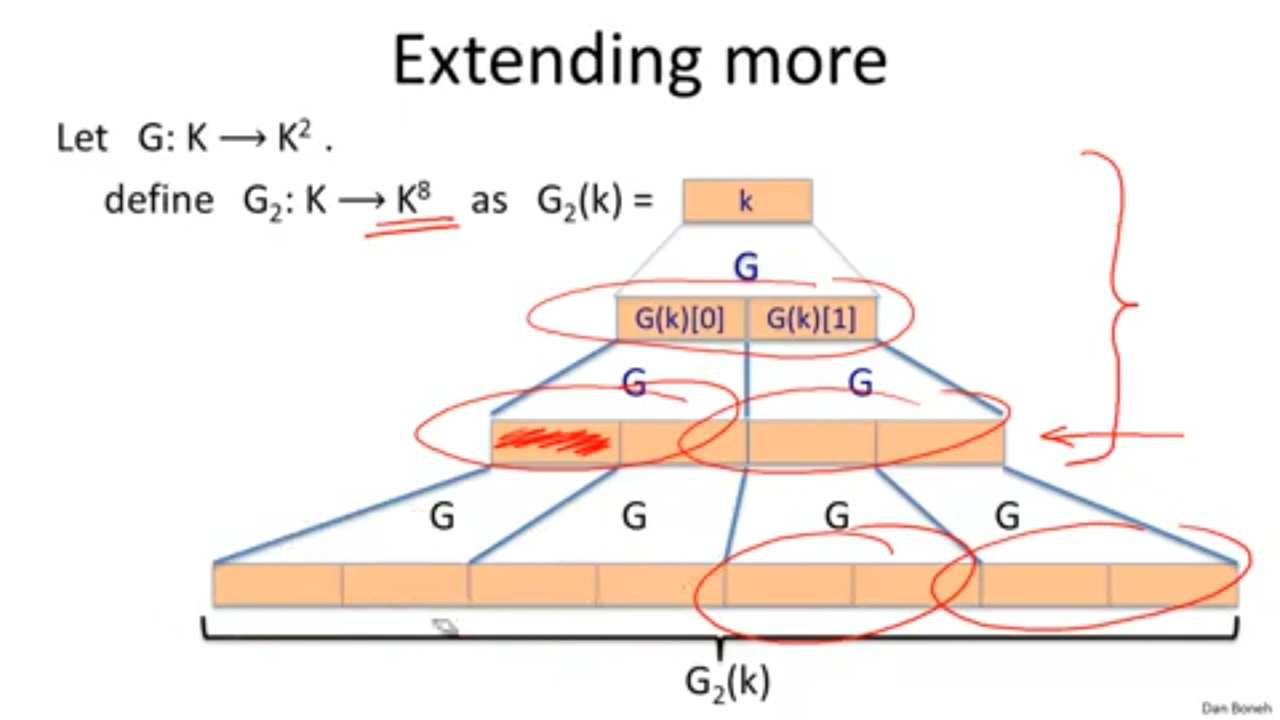 Extending more
Let G: K ⟶ K² .
define G₂: K ⟶ K⁸ as G₂(k) =
k
G
G(k)[0] G(k)[1]
G G
G G G G
G₂(k)
Dan Boneh